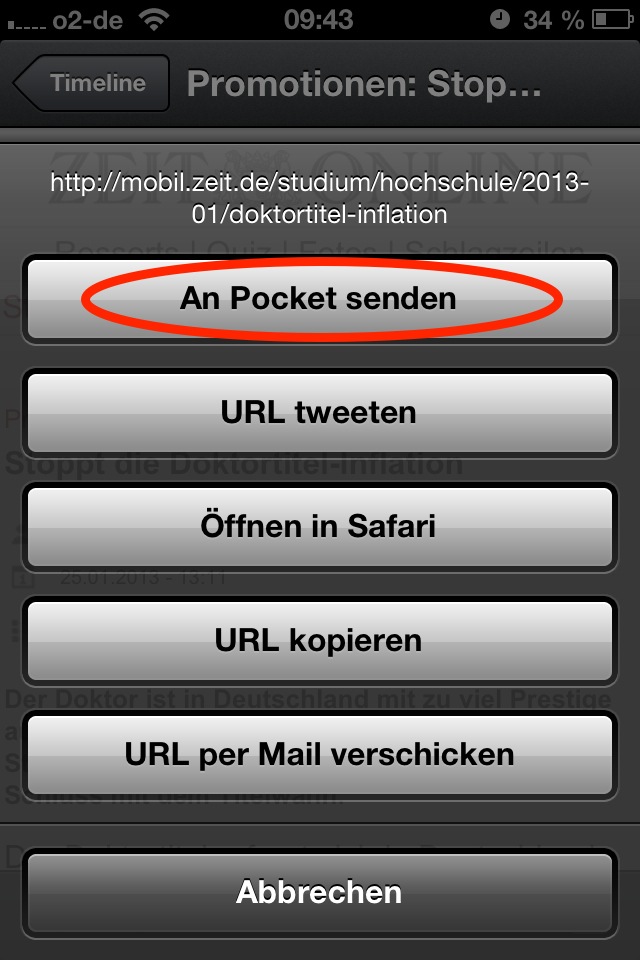 o2-de 09:43 34 %
Timeline Promotionen: Stop...
ZEIT ONLINE
http://mobil.zeit.de/studium/hochschule/2013-
01/doktortitel-inflation
Ressorts | Quiz | Fotos | Schlagzeilen
An Pocket senden
URL tweeten
Stoppt die Doktortitel-Inflation
Öffnen in Safari
25.01.2013 - 13:11
URL kopieren
Der Doktor ist in Deutschland mit zu viel Prestige
URL per Mail verschicken
Schluss mit dem Titelwahn.
Abbrechen